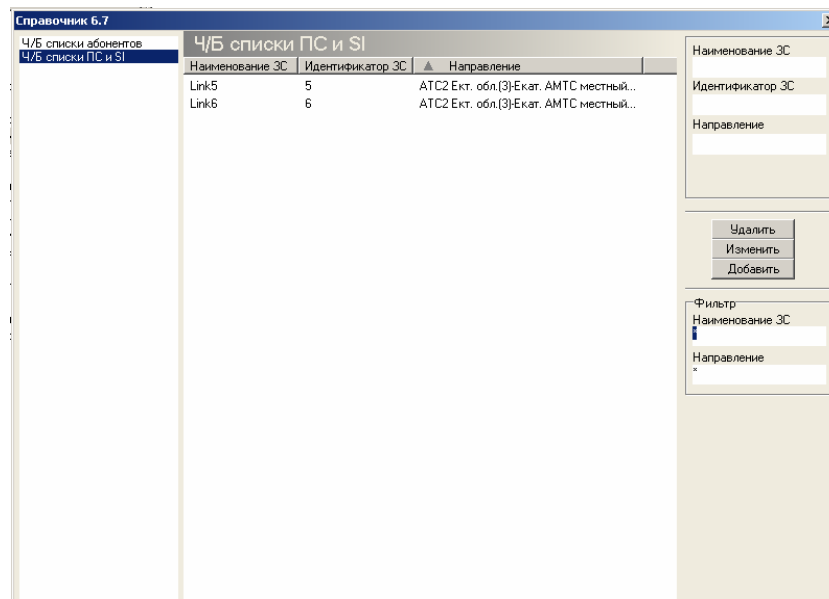 Справочник 6.7
Ч/Б списки абонентов
Ч/Б списки ПС и SI
Ч/Б списки ПС и SI
Наименование ЗС Идентификатор ЗС Направление
Link5 5 АТС2 Ект. обл.(3)-Екат. АМТС местный...
Link6 6 АТС2 Ект. обл.(3)-Екат. АМТС местный...
Наименование ЗС
Идентификатор ЗС
Направление
Удалить
Изменить
Добавить
Фильтр
Наименование ЗС
*
Направление
*